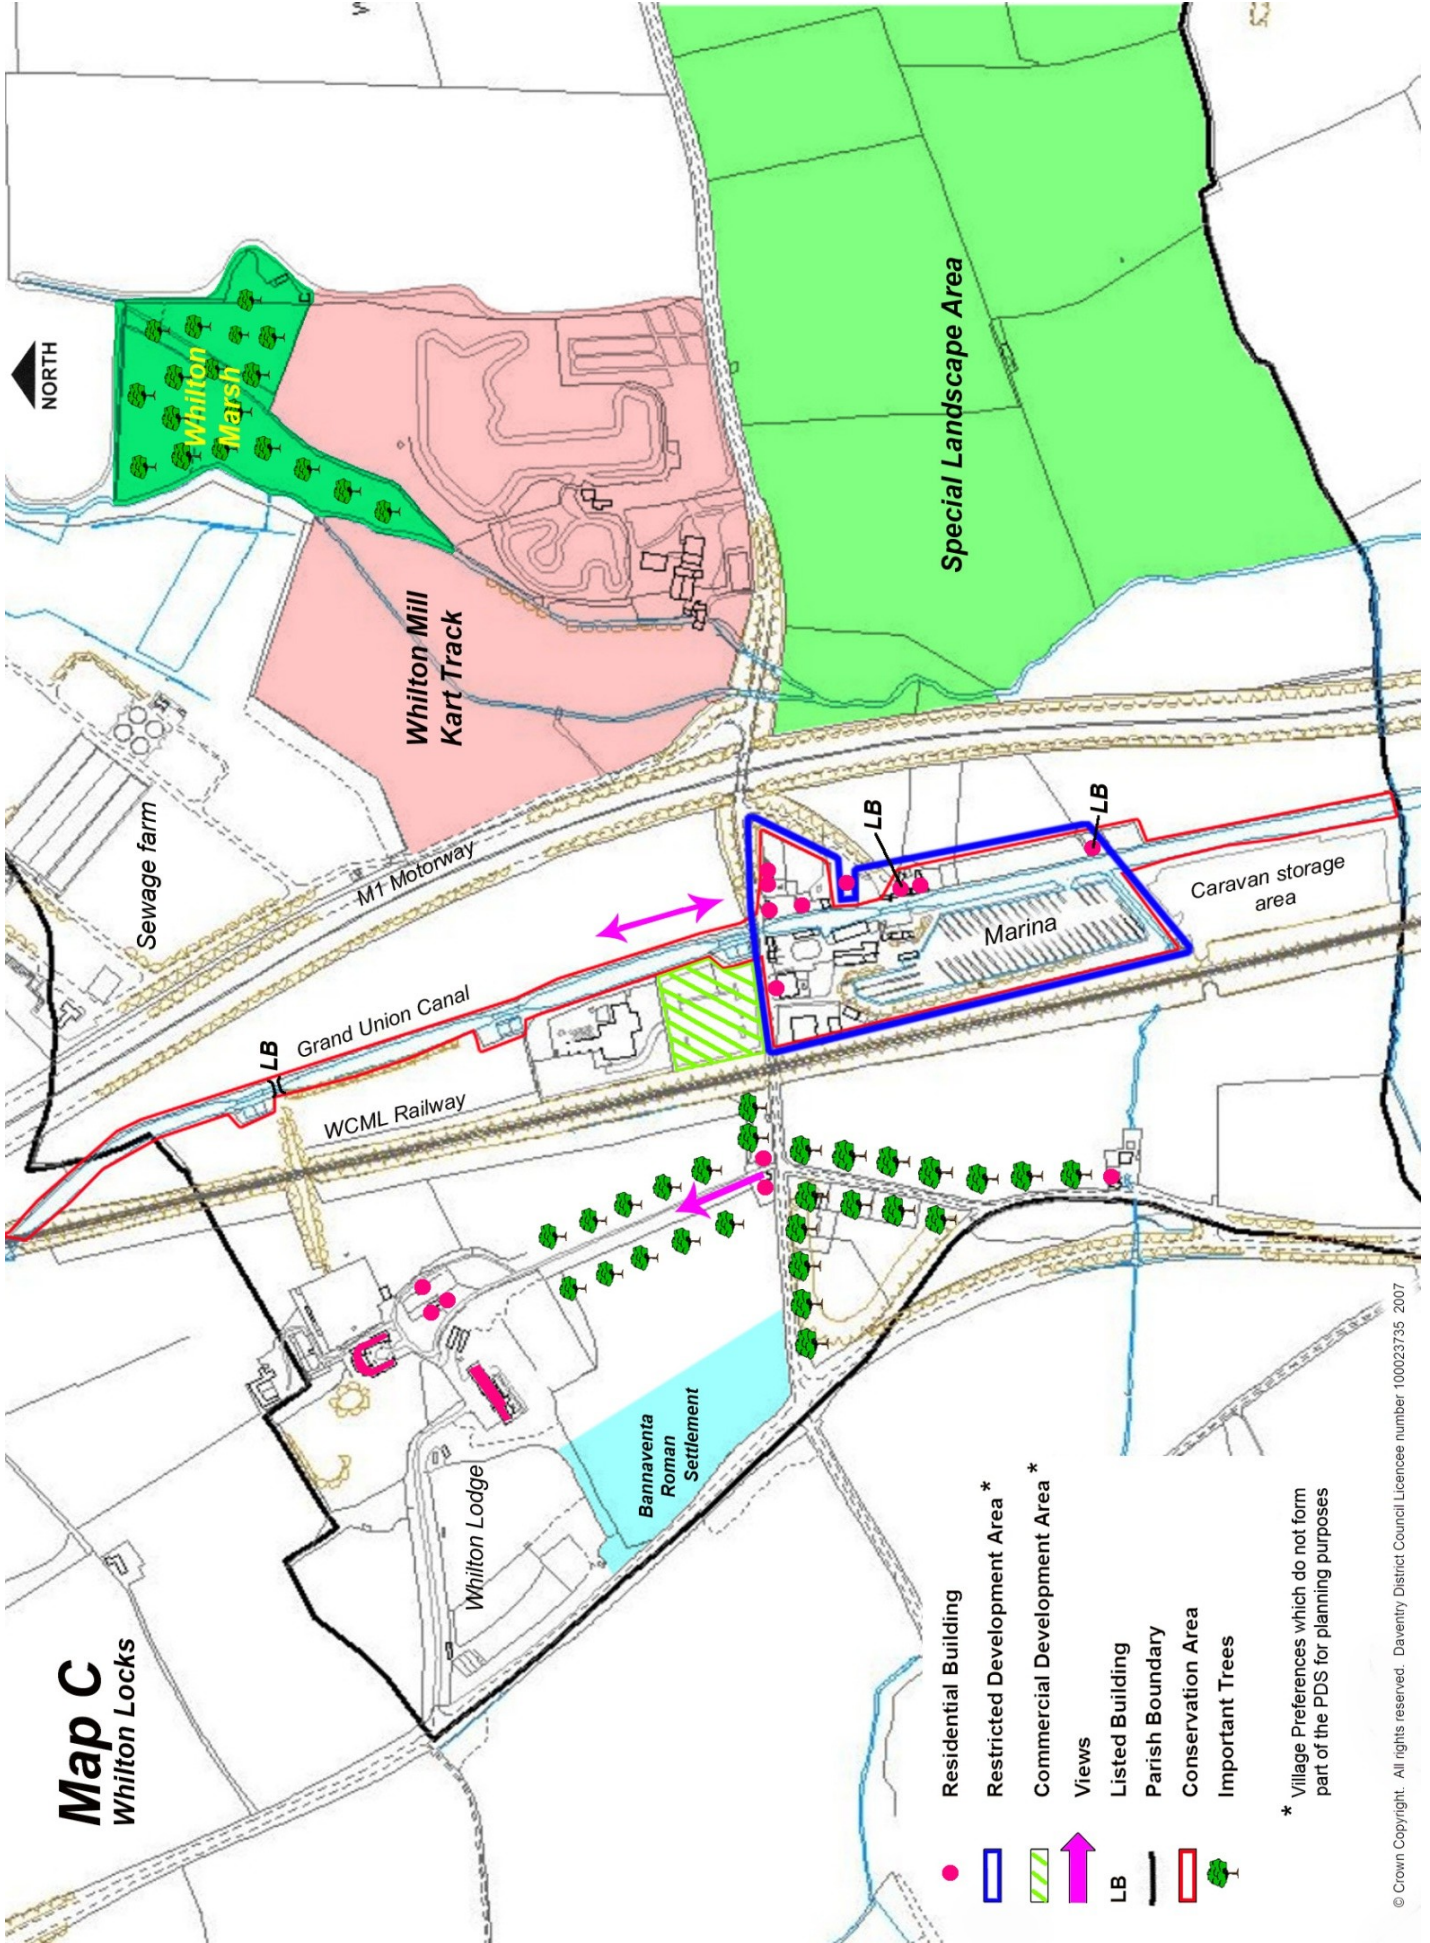 Map C
Whilton Locks
NORTH
Whilton
Marsh
Whilton Mill
Kart Track
Special Landscape Area
Sewage farm
M1 Motorway
Grand Union Canal
LB
WCML Railway
LB
LB
Marina
Caravan storage
area
Whilton Lodge
Bannaventa
Roman
Settlement
Residential Building
Restricted Development Area *
Commercial Development Area *
Views
LB Listed Building
Parish Boundary
Conservation Area
Important Trees
* Village Preferences which do not form
part of the PDS for planning purposes
© Crown Copyright. All rights reserved. Daventry District Council Licencee number 100023735 2007